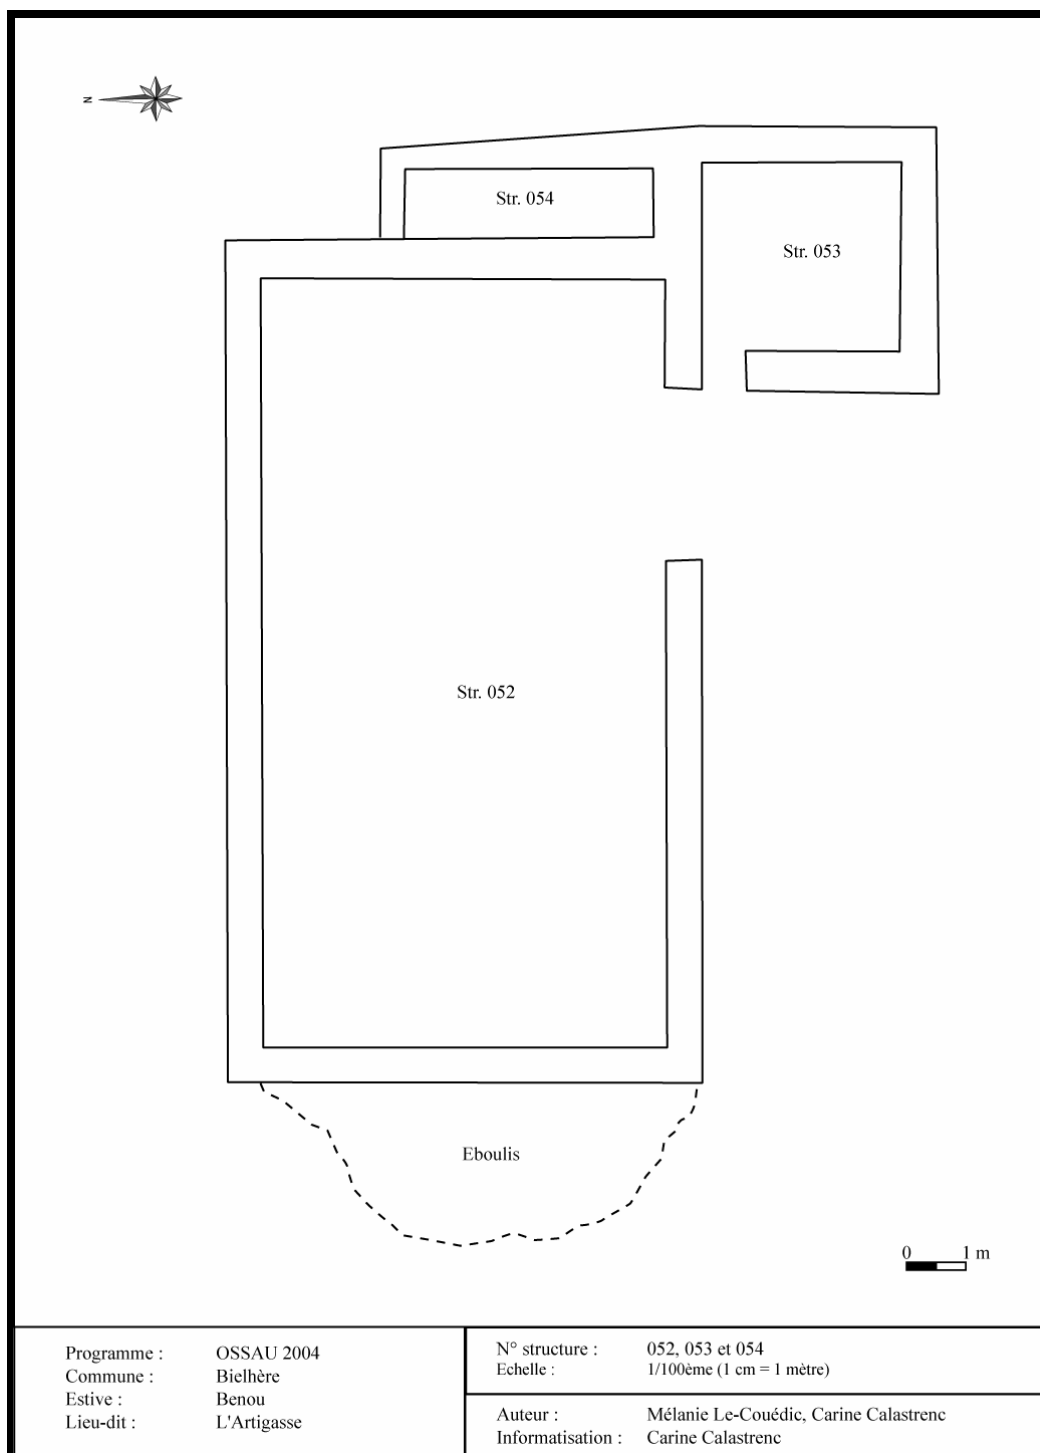 N
Str. 054
Str. 053
Str. 052
Eboulis
0 1 m
Programme : OSSAU 2004
Commune : Bielhère
Estive : Benou
Lieu-dit : L'Artigasse
N° structure : 052, 053 et 054
Echelle : 1/100ème (1 cm = 1 mètre)
Auteur : Mélanie Le-Couédic, Carine Calastrenc
Informatisation : Carine Calastrenc